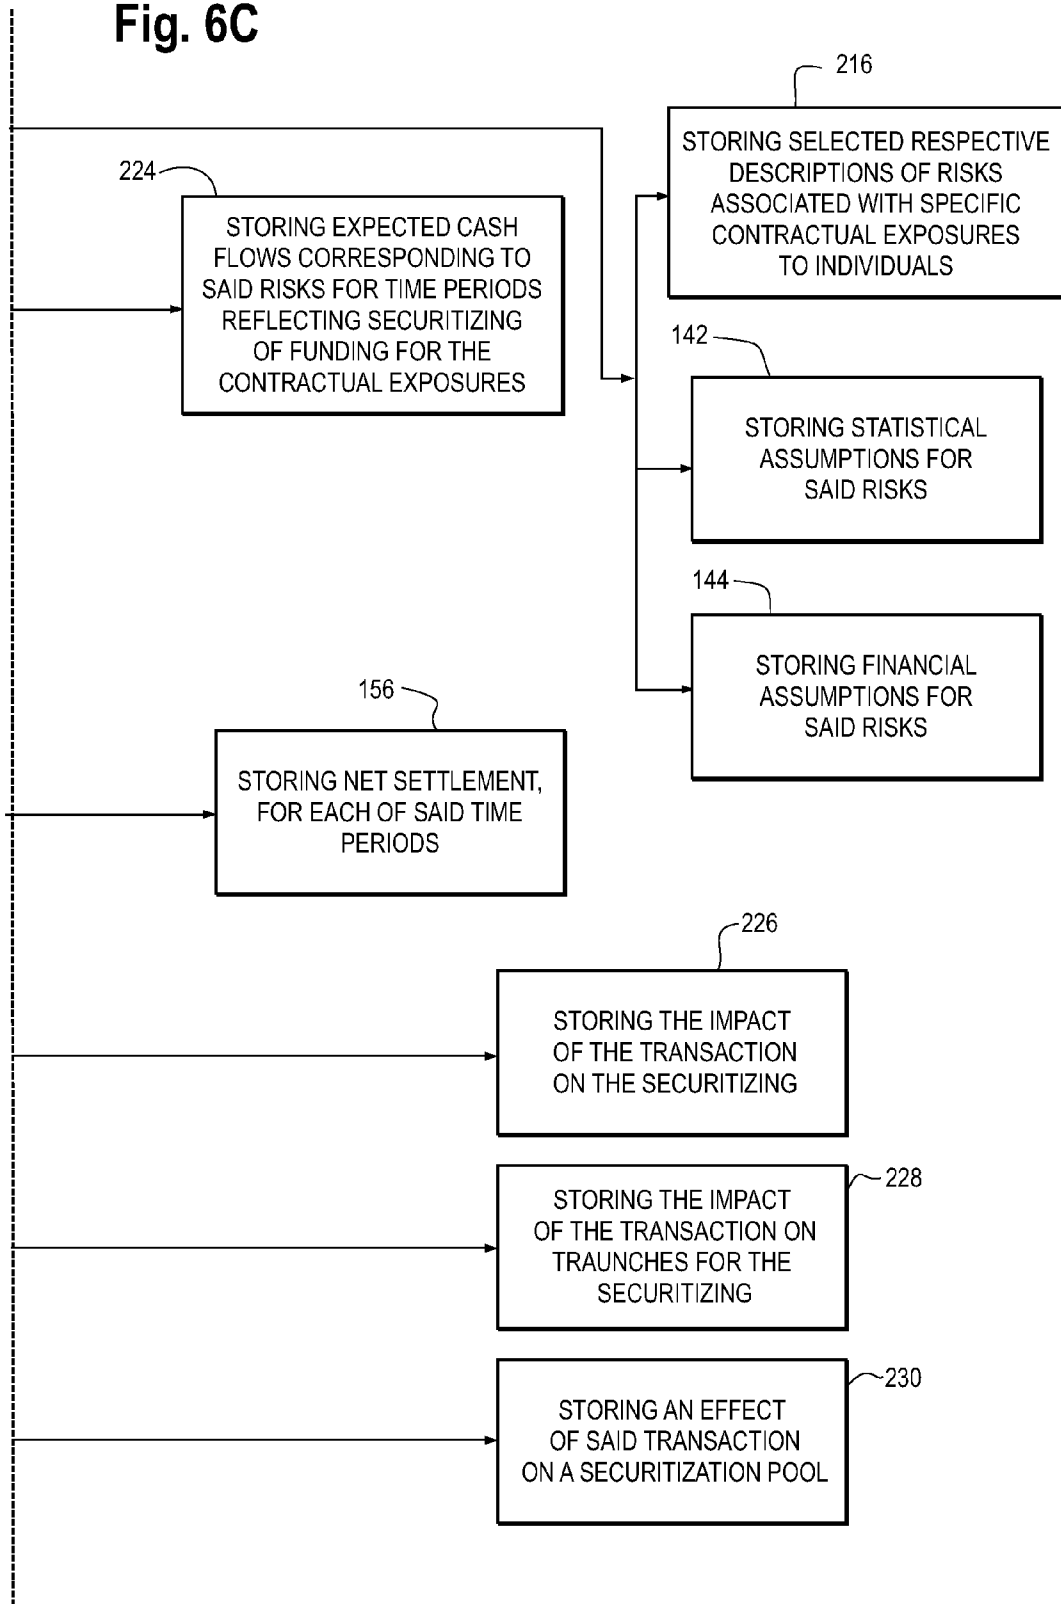 Fig. 6C
216
STORING SELECTED RESPECTIVE
DESCRIPTIONS OF RISKS
ASSOCIATED WITH SPECIFIC
CONTRACTUAL EXPOSURES
TO INDIVIDUALS
224
STORING EXPECTED CASH
FLOWS CORRESPONDING TO
SAID RISKS FOR TIME PERIODS
REFLECTING SECURITIZING
OF FUNDING FOR THE
CONTRACTUAL EXPOSURES
142
STORING STATISTICAL
ASSUMPTIONS FOR
SAID RISKS
144
STORING FINANCIAL
ASSUMPTIONS FOR
SAID RISKS
156
STORING NET SETTLEMENT,
FOR EACH OF SAID TIME
PERIODS
226
STORING THE IMPACT
OF THE TRANSACTION
ON THE SECURITIZING
228
STORING THE IMPACT
OF THE TRANSACTION ON
TRAUNCHES FOR THE
SECURITIZING
230
STORING AN EFFECT
OF SAID TRANSACTION
ON A SECURITIZATION POOL